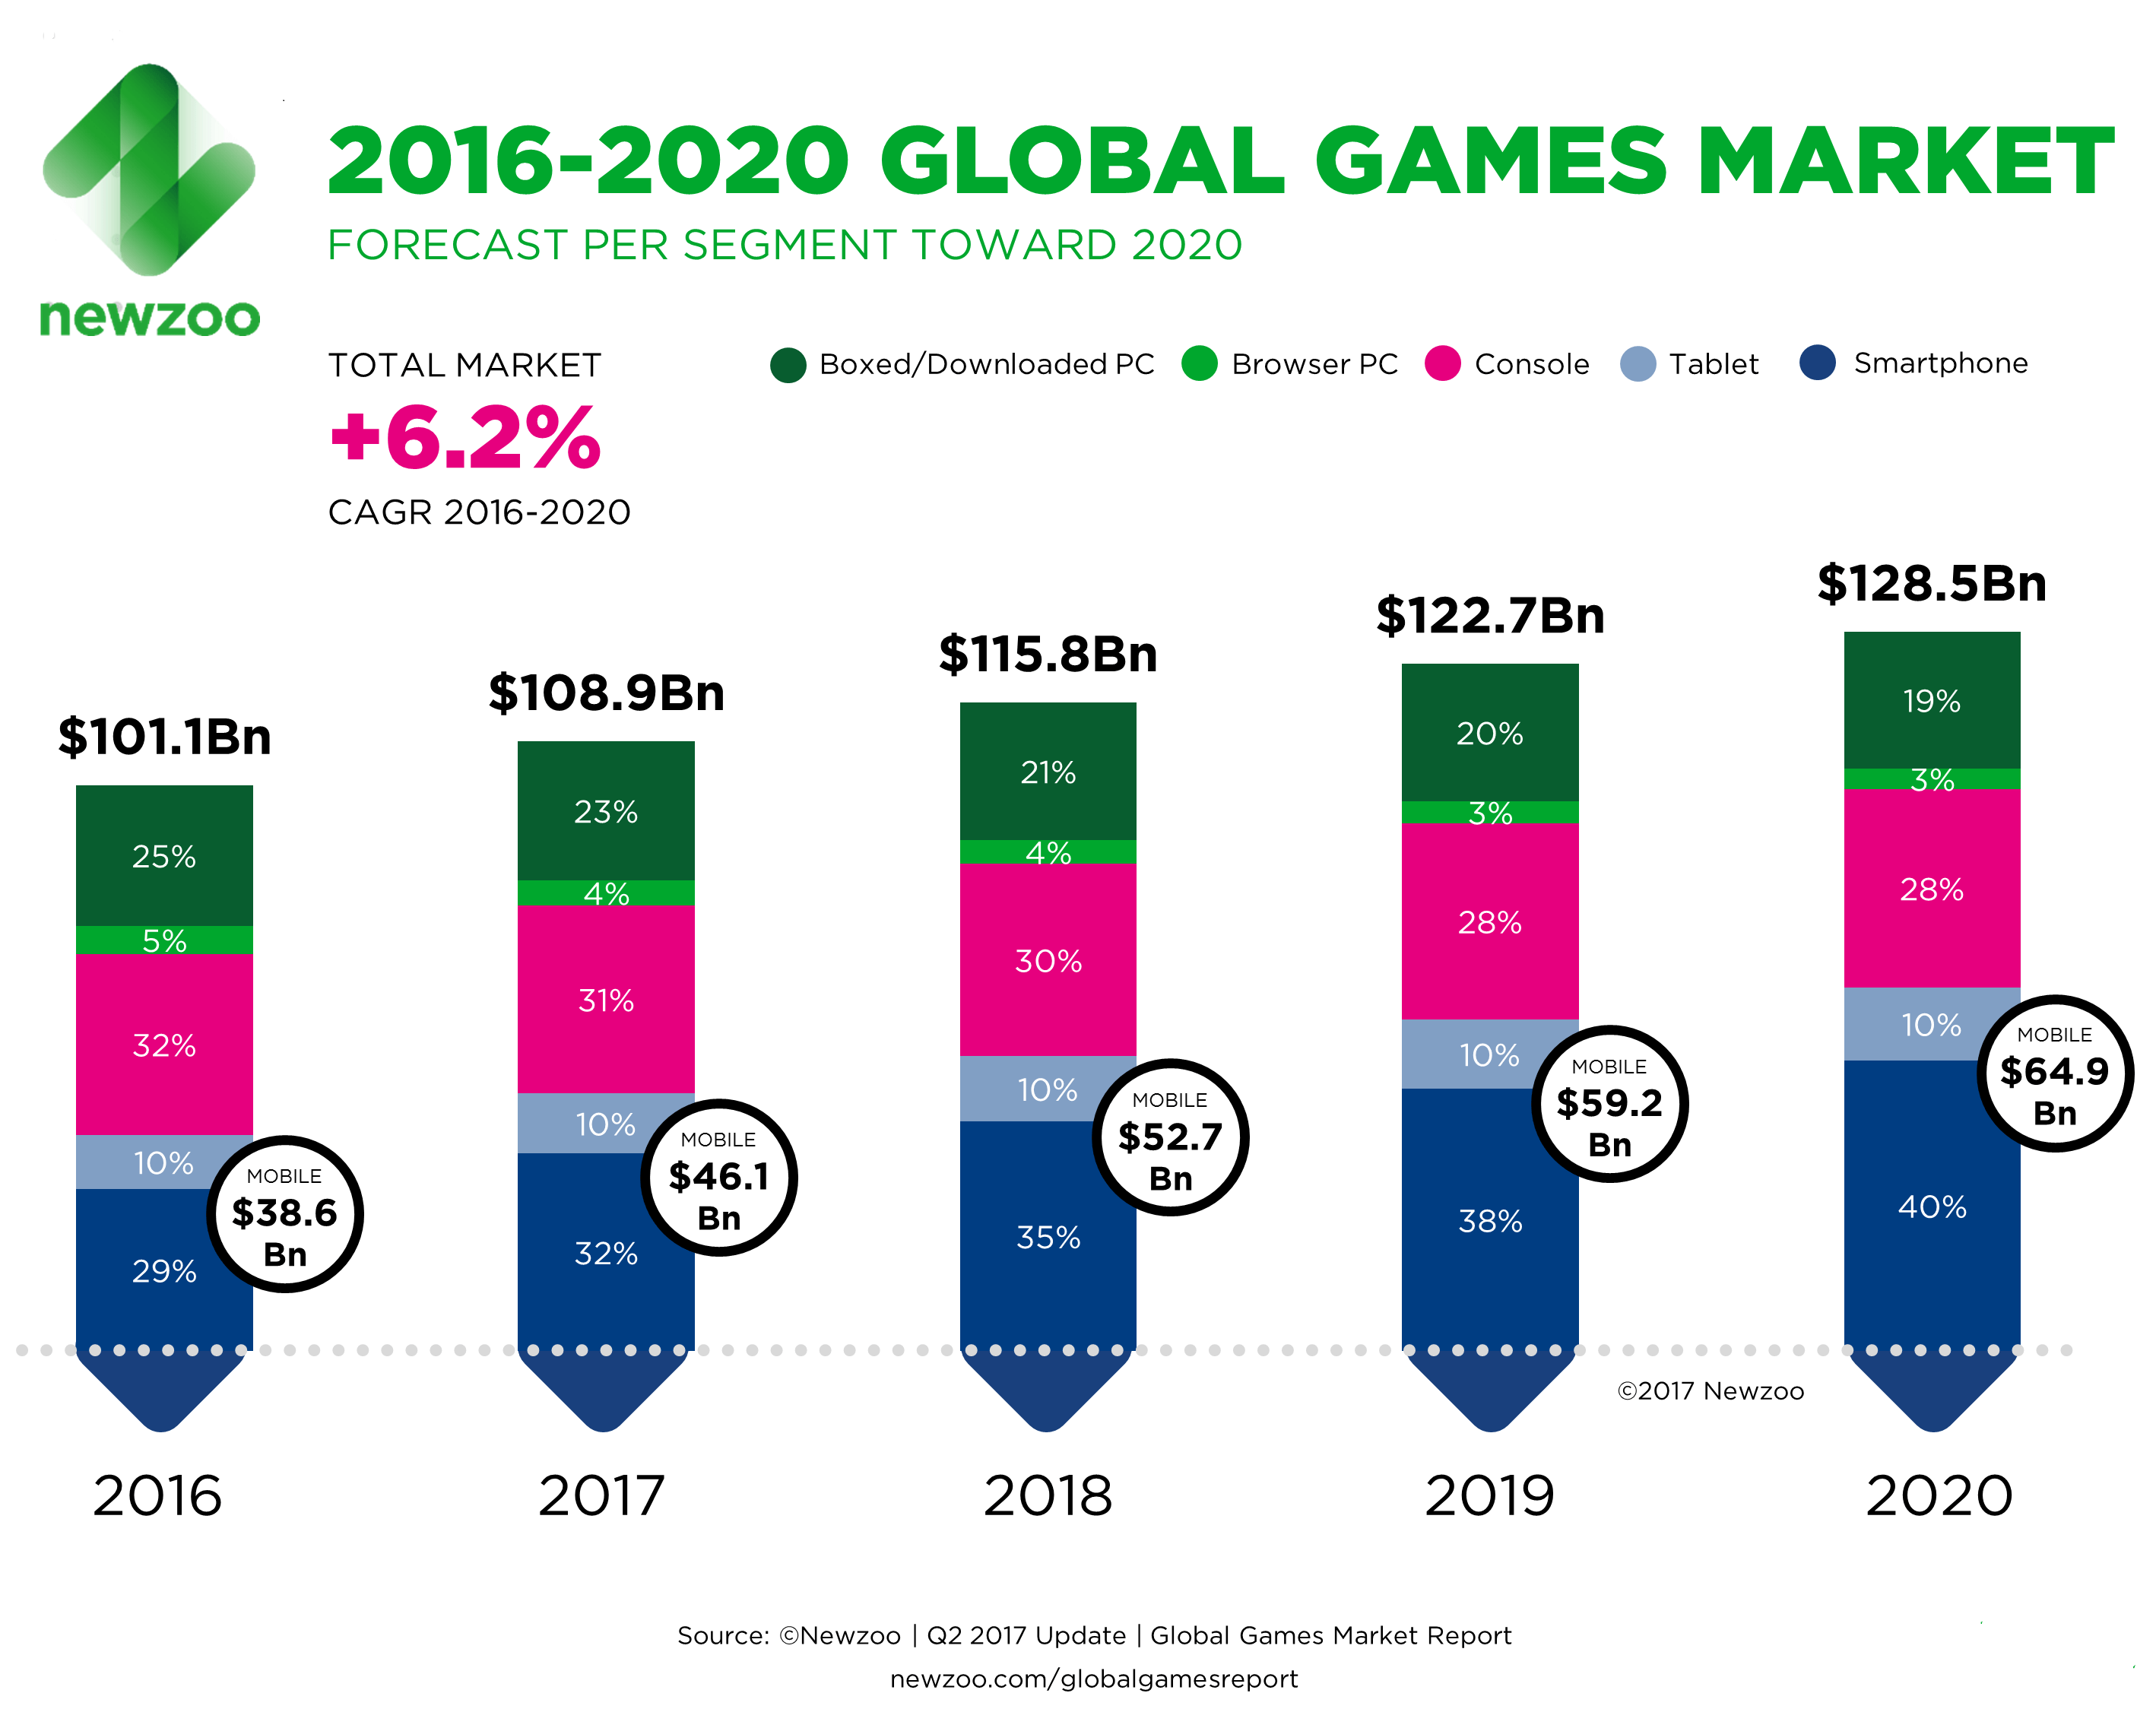 newzoo
2016-2020 GLOBAL GAMES MARKET
FORECAST PER SEGMENT TOWARD 2020
TOTAL MARKET
+6.2%
CAGR 2016-2020
Boxed/Downloaded PC
Browser PC
Console
Tablet
Smartphone
$101.1Bn
25%
5%
32%
10%
29%
MOBILE
$38.6
Bn
2016
$108.9Bn
23%
4%
31%
10%
32%
MOBILE
$46.1
Bn
2017
$115.8Bn
21%
4%
30%
10%
35%
MOBILE
$52.7
Bn
2018
$122.7Bn
20%
3%
28%
10%
38%
MOBILE
$59.2
Bn
2019
$128.5Bn
19%
3%
28%
10%
40%
MOBILE
$64.9
Bn
2020
©2017 Newzoo
Source: ©Newzoo | Q2 2017 Update | Global Games Market Report
newzoo.com/globalgamesreport